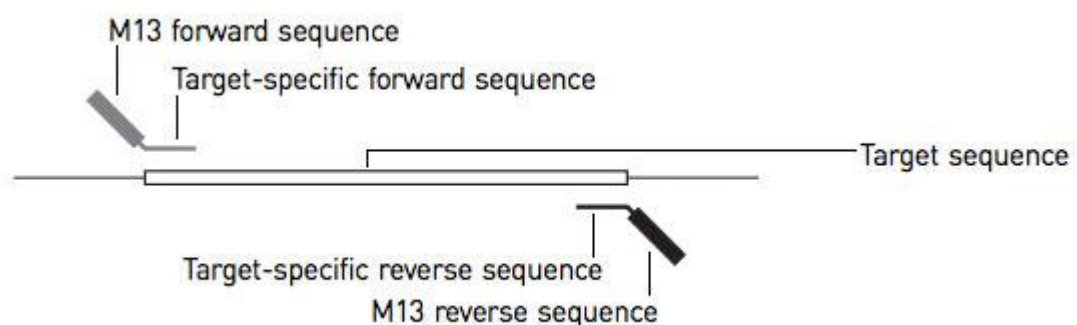 M13 forward sequence
Target-specific forward sequence
Target sequence
Target-specific reverse sequence
M13 reverse sequence